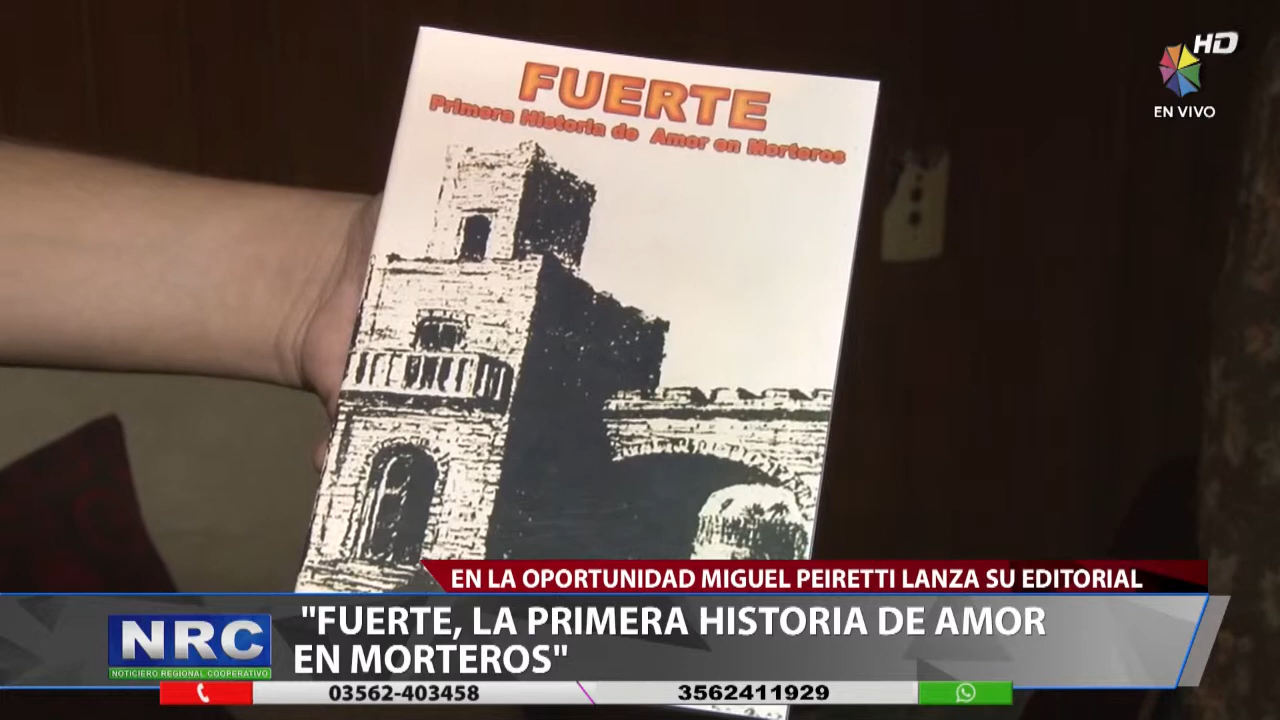 HD
EN VIVO
FUERTE
Primera Historia de Amor en Morteros
EN LA OPORTUNIDAD MIGUEL PEIRETTI LANZA SU EDITORIAL
"FUERTE, LA PRIMERA HISTORIA DE AMOR
EN MORTEROS"
NRC
NOTICIERO REGIONAL COOPERATIVO
03562-403458
3562411929